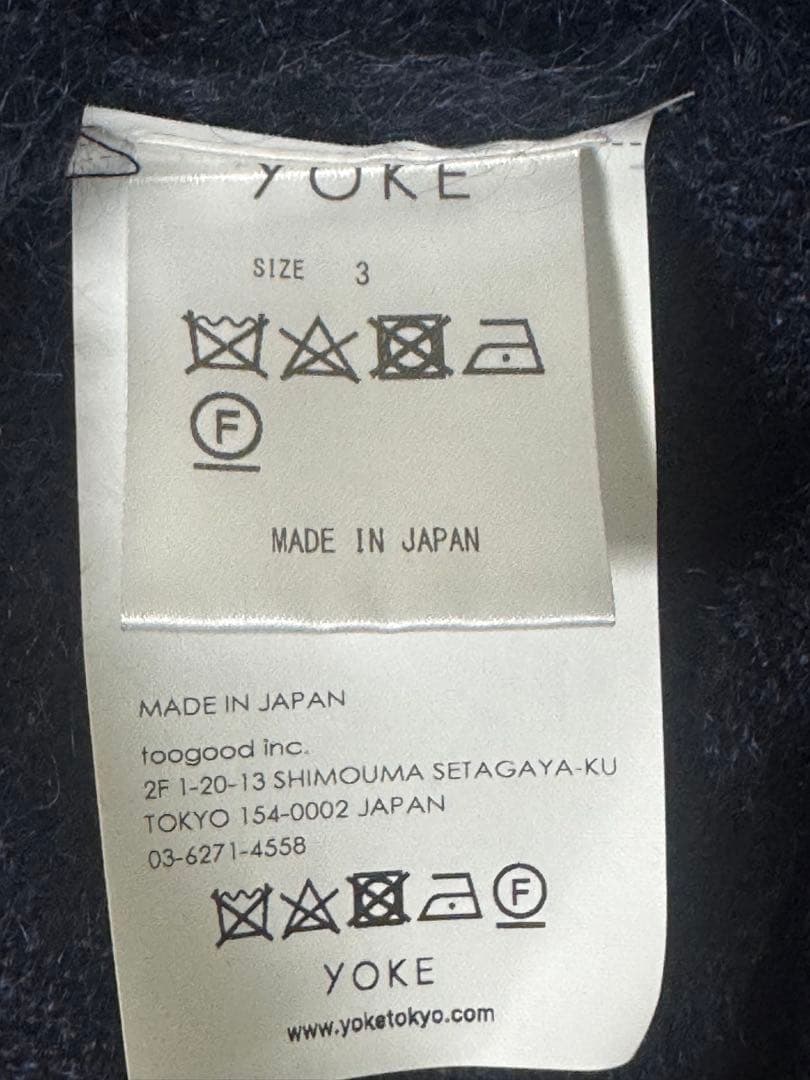 YOKE
SIZE 3
F
MADE IN JAPAN
MADE IN JAPAN
toogood inc.
2F 1-20-13 SHIMOUMA SETAGAYA-KU
TOKYO 154-0002 JAPAN
03-6271-4558
F
YOKE
www.yoketokyo.com